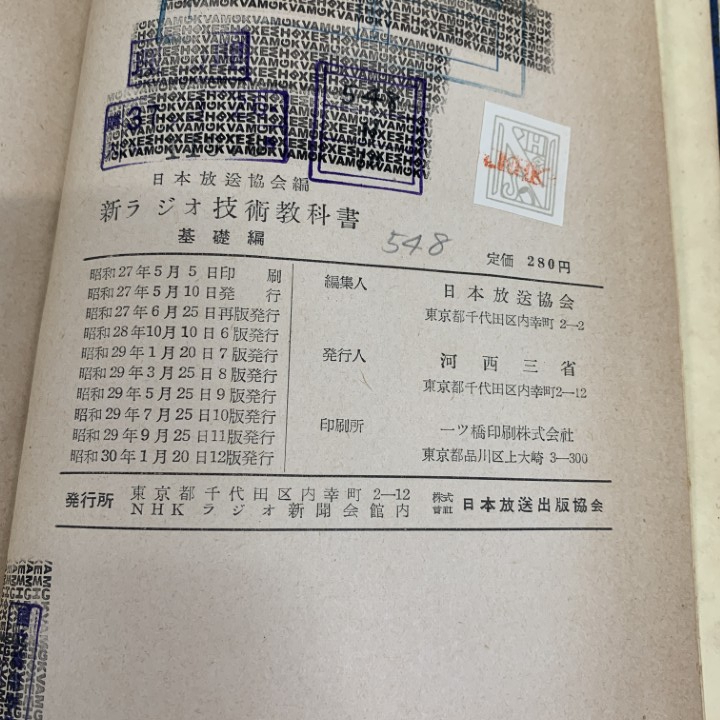 548
日本放送協会編
新ラジオ技術教科書
基礎編
548
定価 280円
昭和27年5月5日印刷
昭和27年5月10日発行
昭和27年6月25日再版発行
昭和28年10月10日6版発行
昭和29年1月20日7版発行
昭和29年3月25日8版発行
昭和29年5月25日9版発行
昭和29年7月25日10版発行
昭和29年9月25日11版発行
昭和30年1月20日12版発行
編集人 日本放送協会
東京都千代田区内幸町 2—2
発行人 河西三省
東京都千代田区内幸町2—12
印刷所 一ツ橋印刷株式会社
東京都品川区上大崎 3—300
発行所 東京都千代田区内幸町 2—12
NHK ラジオ新聞会館内
株式会社 日本放送出版協会